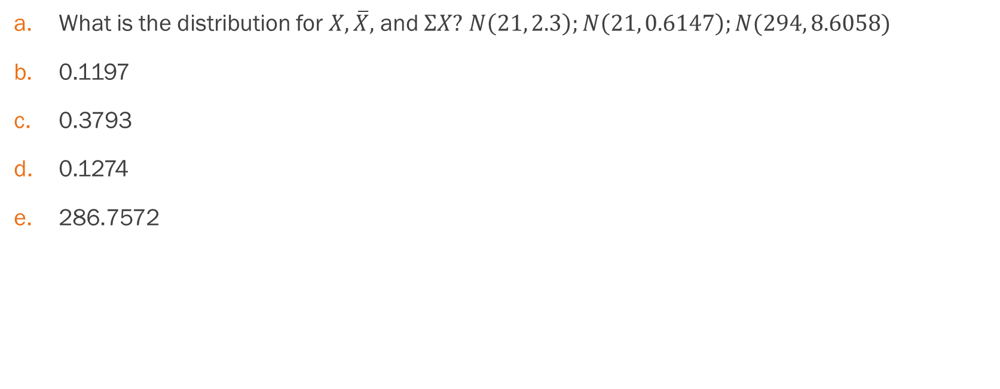 a. What is the distribution for X, X̅, and ΣX? N(21, 2.3); N(21, 0.6147); N(294, 8.6058)
b. 0.1197
c. 0.3793
d. 0.1274
e. 286.7572